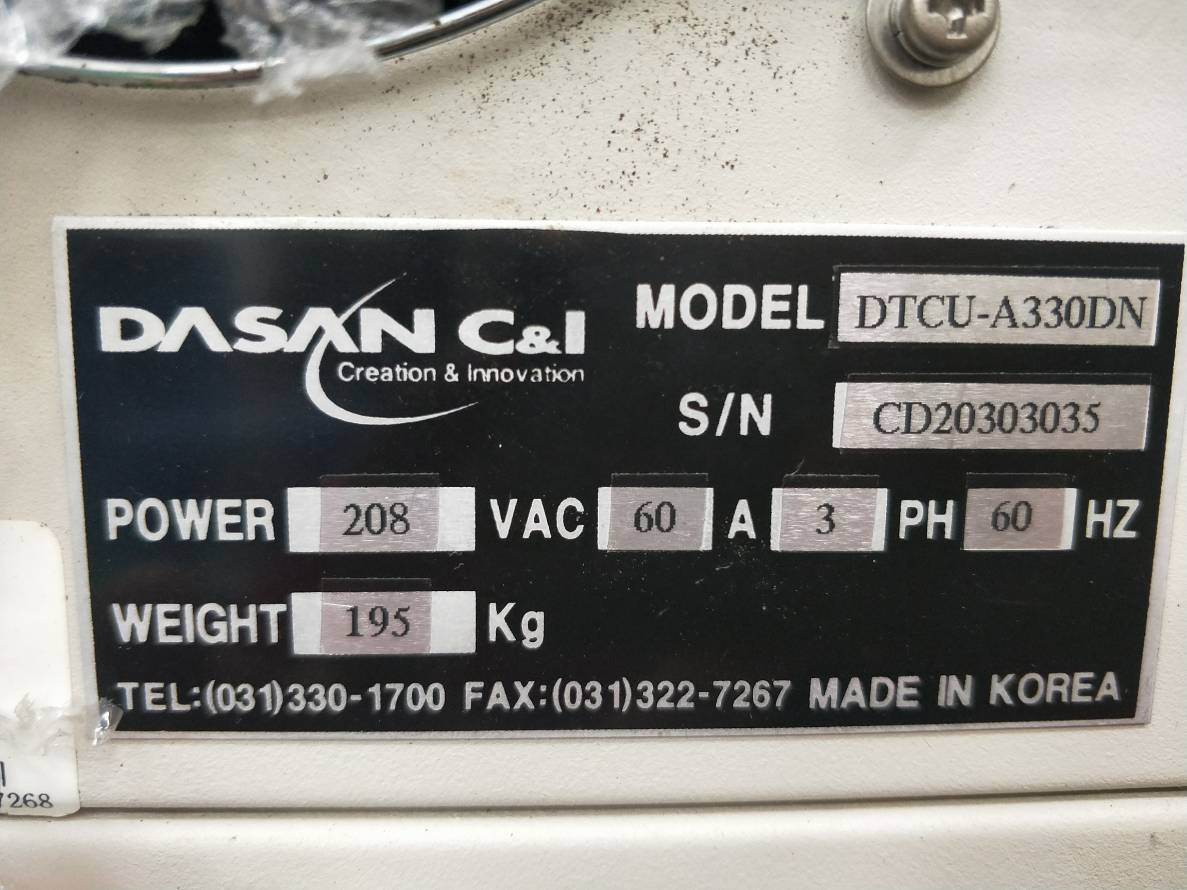 DASAN C&I
Creation & Innovation
MODEL DTCU-A330DN
S/N CD20303035
POWER 208 VAC 60 A 3 PH 60 HZ
WEIGHT 195 Kg
TEL:(031)330-1700 FAX:(031)322-7267 MADE IN KOREA
7268